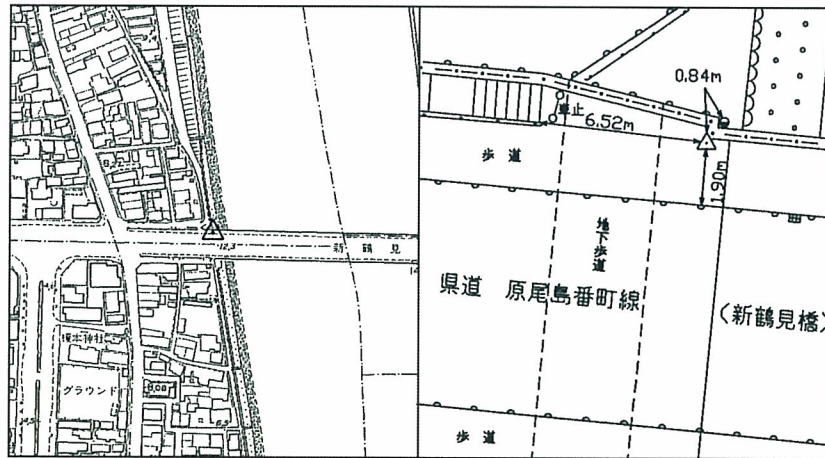 12.3
新鶴見
14
榎本神社
グラウンド
0.84m
車止
6.52m
歩道
1.90m
地下歩道
県道 原尾島番町線
(新鶴見橋)
歩道